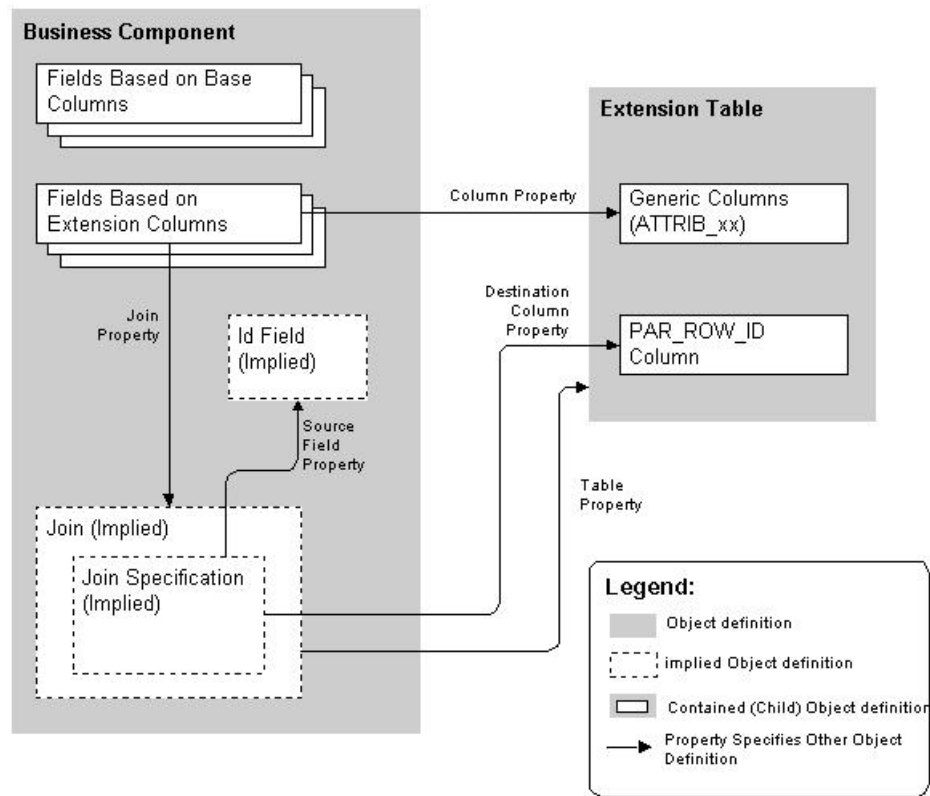 Business Component
Fields Based on Base
Columns
Fields Based on
Extension Columns
Join
Property
Id Field
(Implied)
Source
Field
Property
Join (Implied)
Join Specification
(Implied)
Column Property
Destination
Column
Property
Table
Property
Extension Table
Generic Columns
(ATTRIB_xx)
PAR_ROW_ID
Column
Legend:
Object definition
implied Object definition
Contained (Child) Object definition
Property Specifies Other Object
Definition